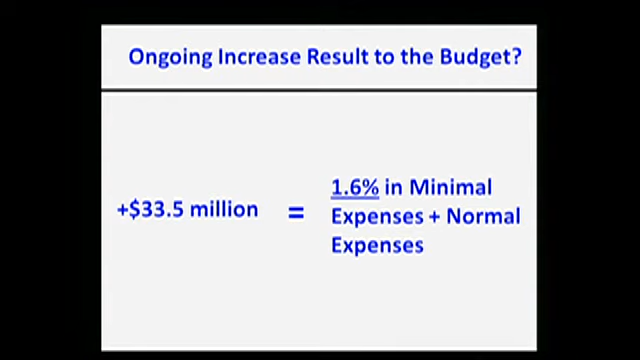 Ongoing Increase Result to the Budget?
+$33.5 million = 1.6% in Minimal
Expenses + Normal
Expenses